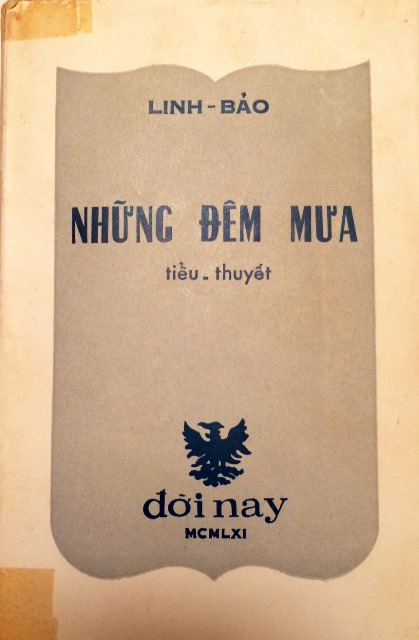 LINH - BẢO
NHỮNG ĐÊM MƯA
tiểu - thuyết
đời nay
MCMLXI